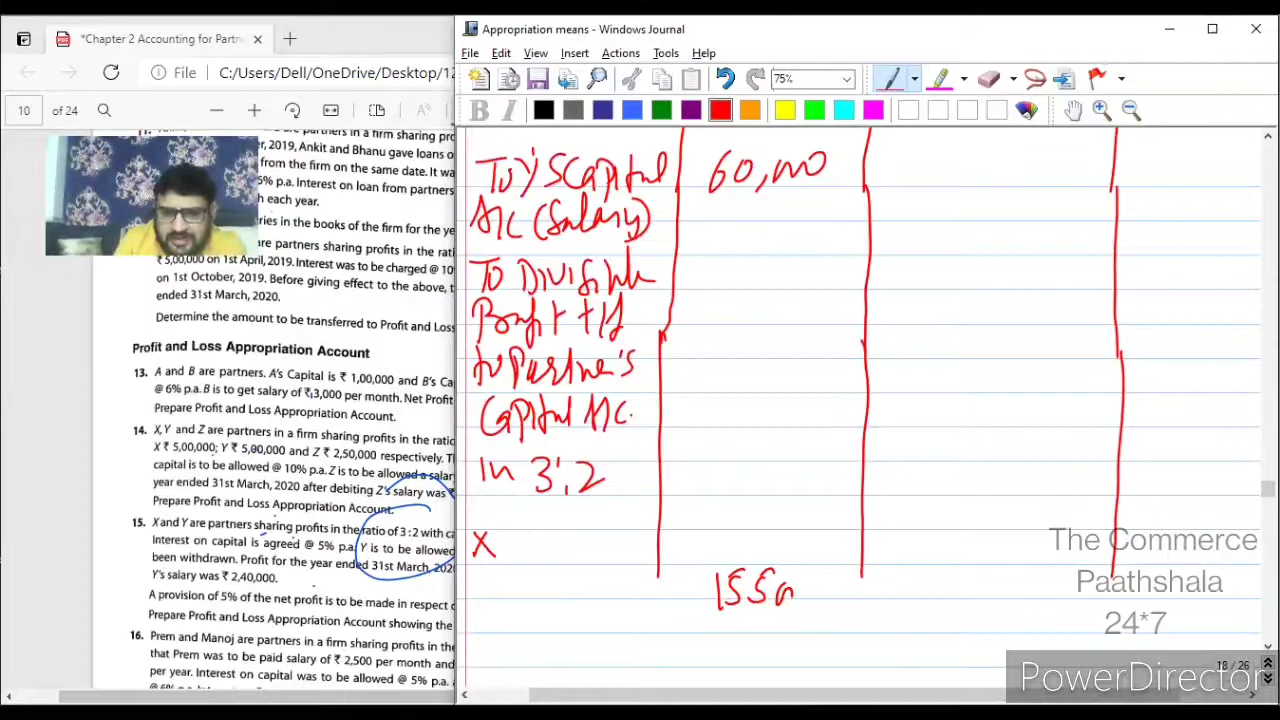 *Chapter 2 Accounting for Partn
Appropriation means - Windows Journal
File Edit View Insert Actions Tools Help
File C:/Users/Dell/OneDrive/Desktop/12
75%
10 of 24
are partners in a firm sharing pro
er, 2019, Ankit and Bhanu gave loans o
from the firm on the same date. It wa
5% p.a. Interest on loan from partners
h each year.
ries in the books of the firm for the ye
are partners sharing profits in the rati
₹ 5,00,000 on 1st April, 2019. Interest was to be charged @ 10
on 1st October, 2019. Before giving effect to the above, t
ended 31st March, 2020.
Determine the amount to be transferred to Profit and Loss
Profit and Loss Appropriation Account
13. A and B are partners. A's Capital is ₹ 1,00,000 and B's Ca
@ 6% p.a. B is to get salary of ₹ 3,000 per month. Net Profit
Prepare Profit and Loss Appropriation Account.
14. X, Y and Z are partners in a firm sharing profits in the ratio
X ₹ 5,00,000; Y ₹ 5,00,000 and Z ₹ 2,50,000 respectively. T
capital is to be allowed @ 10% p.a. Z is to be allowed a salar
year ended 31st March, 2020 after debiting Z's salary was ₹
Prepare Profit and Loss Appropriation Account.
15. X and Y are partners sharing profits in the ratio of 3 : 2 with ca
Interest on capital is agreed @ 5% p.a. Y is to be allowed
been withdrawn. Profit for the year ended 31st March, 202
Y's salary was ₹ 2,40,000.
A provision of 5% of the net profit is to be made in respect o
Prepare Profit and Loss Appropriation Account showing the
16. Prem and Manoj are partners in a firm sharing profits in the
that Prem was to be paid salary of ₹ 2,500 per month and
per year. Interest on capital was to be allowed @ 5% p.a. a
To Y's Capital 60,000
A/c (Salary)
To Divisible
Profit t/f
to Partner's
Capital A/c.
in 3:2
X
155
The Commerce
Paathshala
24*7
18 / 26
PowerDirector